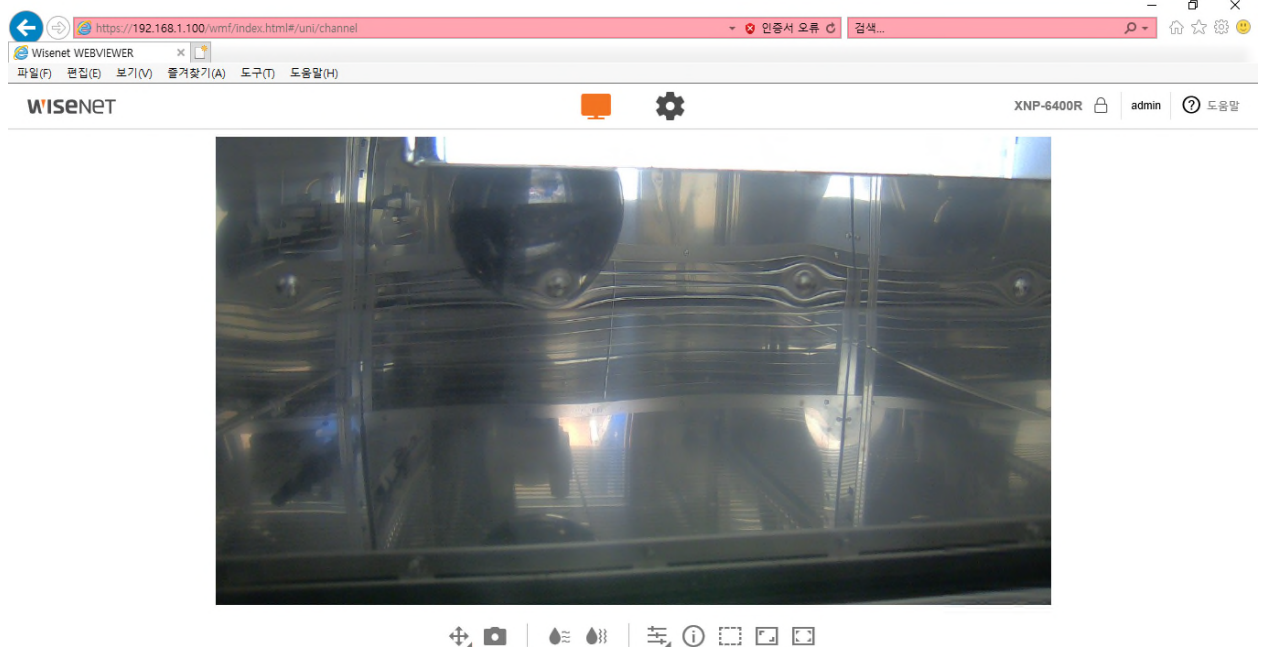 https://192.168.1.100/wmf/index.html#/uni/channel
인증서 오류
검색...
Wisenet WEBVIEWER
파일(F) 편집(E) 보기(V) 즐겨찾기(A) 도구(T) 도움말(H)
WISENET
XNP-6400R
admin
도움말